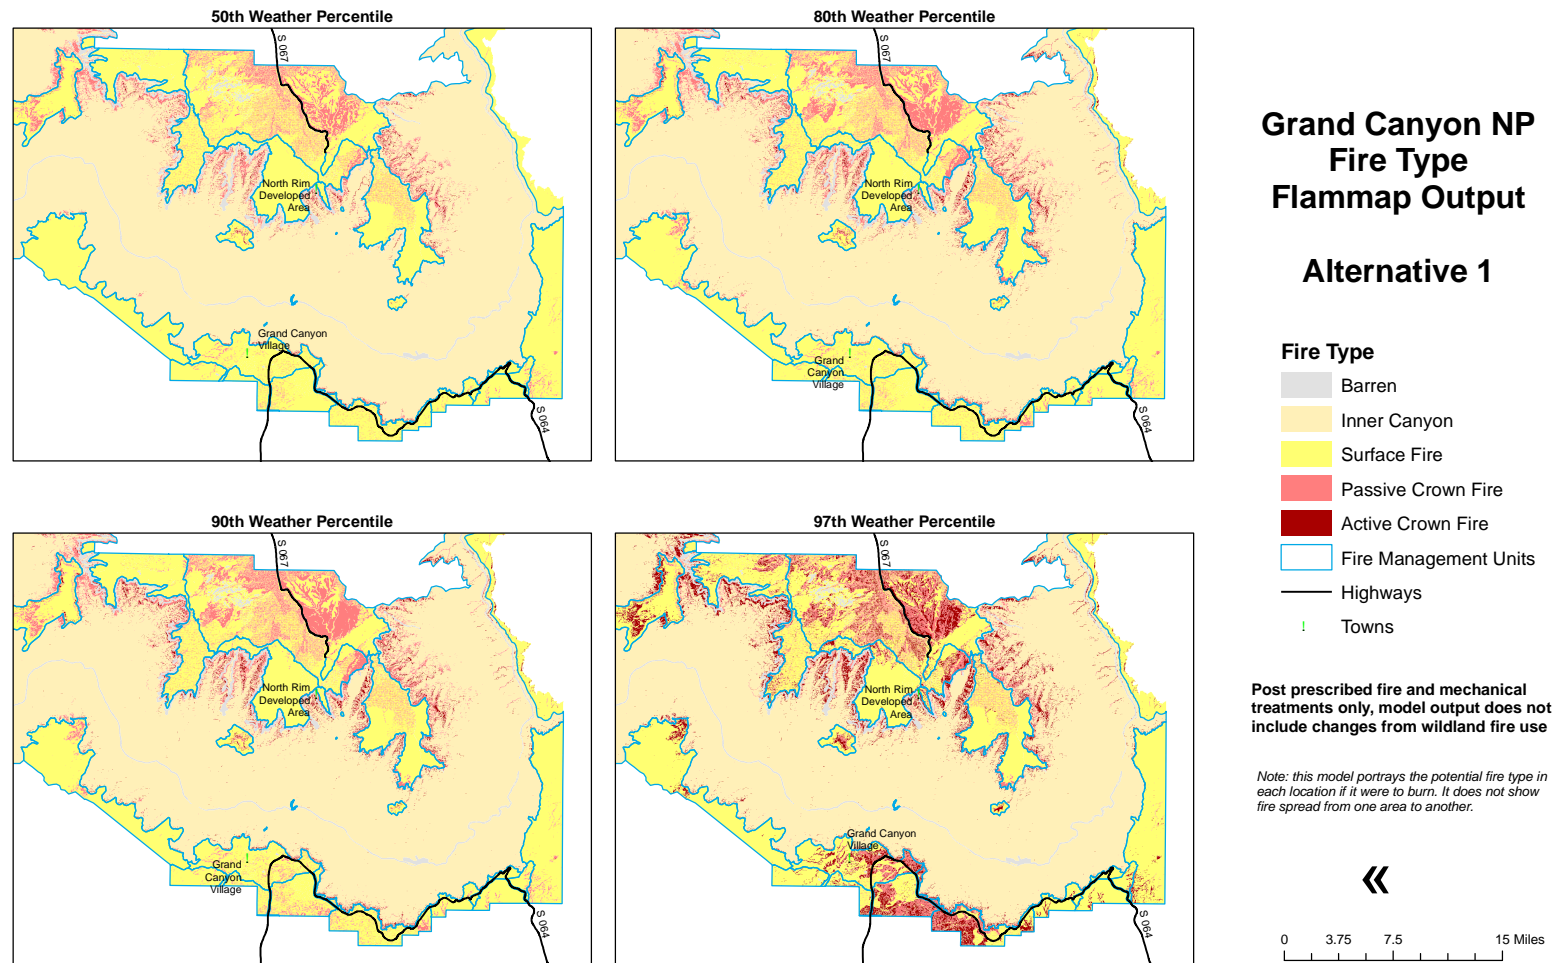 50th Weather Percentile
S 067
North Rim
Developed
Area
Grand Canyon
Village
S 064
80th Weather Percentile
S 067
North Rim
Developed
Area
Grand
Canyon
Village
S 064
90th Weather Percentile
S 067
North Rim
Developed
Area
Grand
Canyon
Village
S 064
97th Weather Percentile
S 067
North Rim
Developed
Area
Grand Canyon
Village
S 064
Grand Canyon NP
Fire Type
Flammap Output
Alternative 1
Fire Type
Barren
Inner Canyon
Surface Fire
Passive Crown Fire
Active Crown Fire
Fire Management Units
Highways
! Towns
Post prescribed fire and mechanical
treatments only, model output does not
include changes from wildland fire use
Note: this model portrays the potential fire type in
each location if it were to burn. It does not show
fire spread from one area to another.
«
0 3.75 7.5 15 Miles